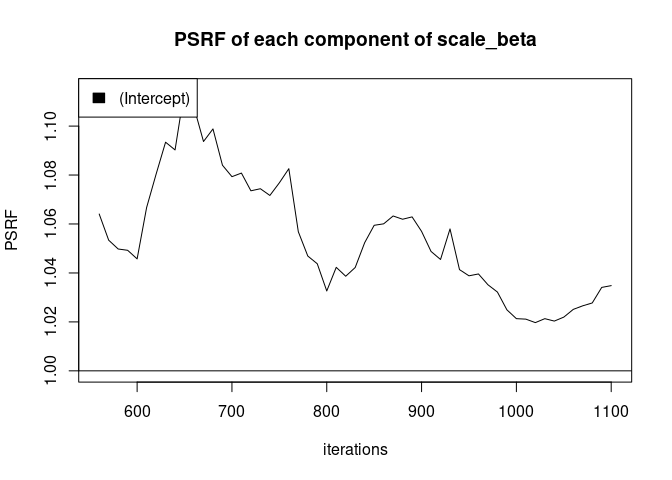 PSRF of each component of scale_beta
(Intercept)
PSRF
1.10
1.08
1.06
1.04
1.02
1.00
600 700 800 900 1000 1100
iterations